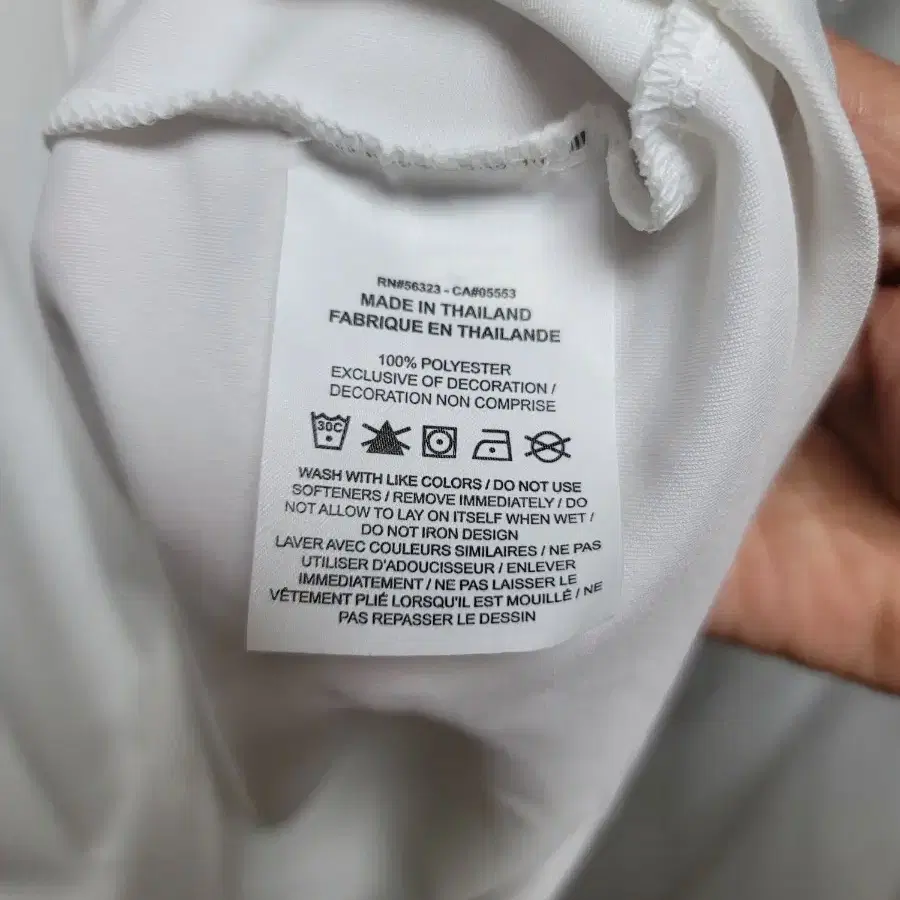 RN#56323 - CA#05553
MADE IN THAILAND
FABRIQUE EN THAILANDE
100% POLYESTER
EXCLUSIVE OF DECORATION /
DECORATION NON COMPRISE
30C
WASH WITH LIKE COLORS / DO NOT USE
SOFTENERS / REMOVE IMMEDIATELY / DO
NOT ALLOW TO LAY ON ITSELF WHEN WET /
DO NOT IRON DESIGN
LAVER AVEC COULEURS SIMILAIRES / NE PAS
UTILISER D'ADOUCISSEUR / ENLEVER
IMMEDIATEMENT / NE PAS LAISSER LE
VÊTEMENT PLIÉ LORSQU'IL EST MOUILLÉ / NE
PAS REPASSER LE DESSIN